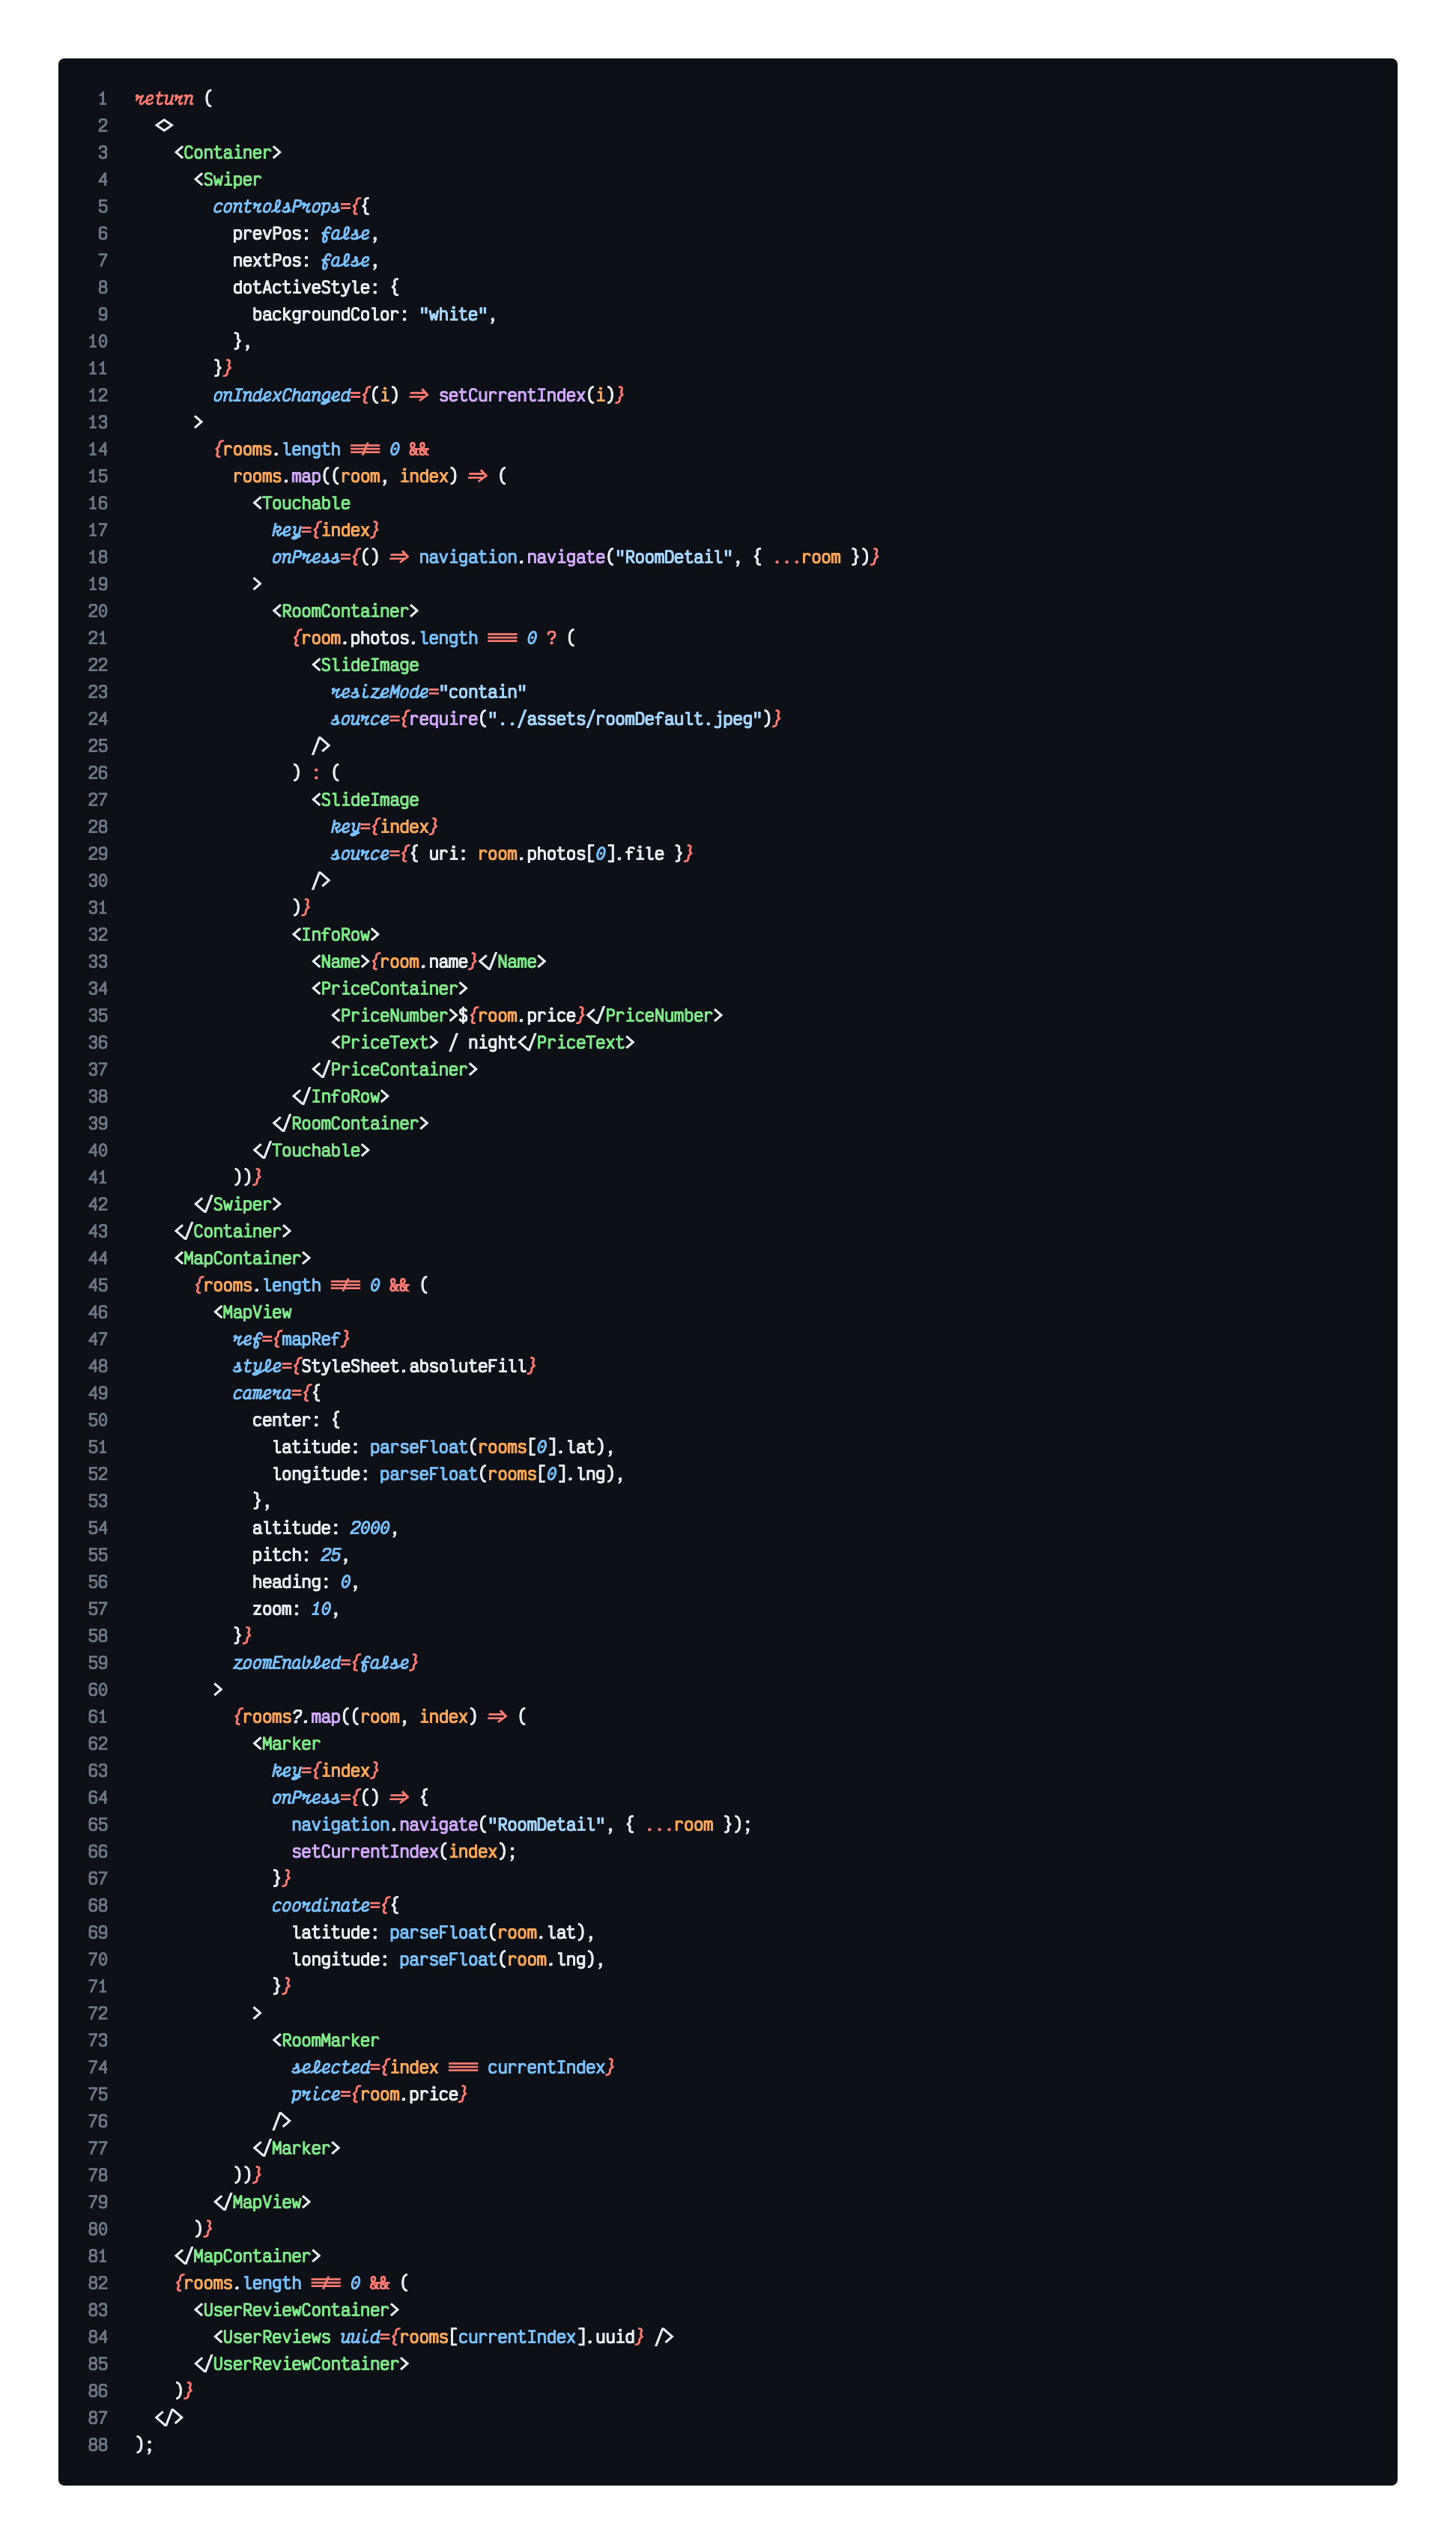 1 return (
2 <>
3 <Container>
4 <Swiper
5 controlsProps={{
6 prevPos: false,
7 nextPos: false,
8 dotActiveStyle: {
9 backgroundColor: "white",
10 },
11 }}
12 onIndexChanged={(i) => setCurrentIndex(i)}
13 >
14 {rooms.length !== 0 &&
15 rooms.map((room, index) => (
16 <Touchable
17 key={index}
18 onPress={() => navigation.navigate("RoomDetail", { ...room })}
19 >
20 <RoomContainer>
21 {room.photos.length === 0 ? (
22 <SlideImage
23 resizeMode="contain"
24 source={require("../assets/roomDefault.jpeg")}
25 />
26 ) : (
27 <SlideImage
28 key={index}
29 source={{ uri: room.photos[0].file }}
30 />
31 )}
32 <InfoRow>
33 <Name>{room.name}</Name>
34 <PriceContainer>
35 <PriceNumber>${room.price}</PriceNumber>
36 <PriceText> / night</PriceText>
37 </PriceContainer>
38 </InfoRow>
39 </RoomContainer>
40 </Touchable>
41 ))}
42 </Swiper>
43 </Container>
44 <MapContainer>
45 {rooms.length !== 0 && (
46 <MapView
47 ref={mapRef}
48 style={StyleSheet.absoluteFill}
49 camera={{
50 center: {
51 latitude: parseFloat(rooms[0].lat),
52 longitude: parseFloat(rooms[0].lng),
53 },
54 altitude: 2000,
55 pitch: 25,
56 heading: 0,
57 zoom: 10,
58 }}
59 zoomEnabled={false}
60 >
61 {rooms?.map((room, index) => (
62 <Marker
63 key={index}
64 onPress={() => {
65 navigation.navigate("RoomDetail", { ...room });
66 setCurrentIndex(index);
67 }}
68 coordinate={{
69 latitude: parseFloat(room.lat),
70 longitude: parseFloat(room.lng),
71 }}
72 >
73 <RoomMarker
74 selected={index === currentIndex}
75 price={room.price}
76 />
77 </Marker>
78 ))}
79 </MapView>
80 )}
81 </MapContainer>
82 {rooms.length !== 0 && (
83 <UserReviewContainer>
84 <UserReviews uuid={rooms[currentIndex].uuid} />
85 </UserReviewContainer>
86 )}
87 </>
88 );